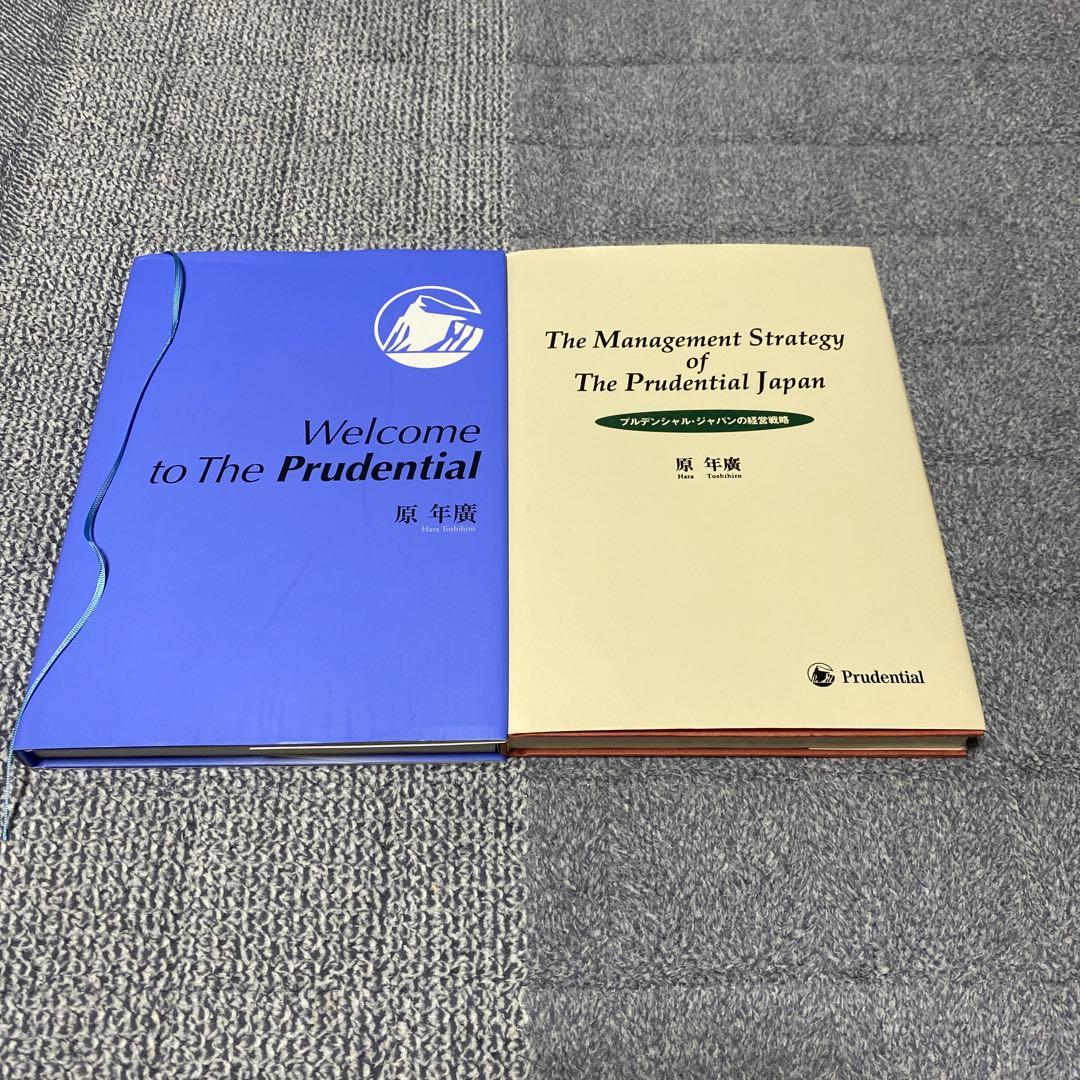 Welcome
to The Prudential
原 年廣
Hara Toshihiro
The Management Strategy
of
The Prudential Japan
プルデンシャル・ジャパンの経営戦略
原 年廣
Hara Toshihiro
Prudential